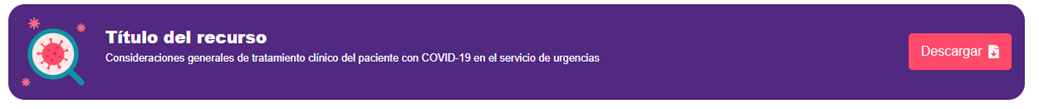 Título del recurso
Consideraciones generales de tratamiento clínico del paciente con COVID-19 en el servicio de urgencias
Descargar